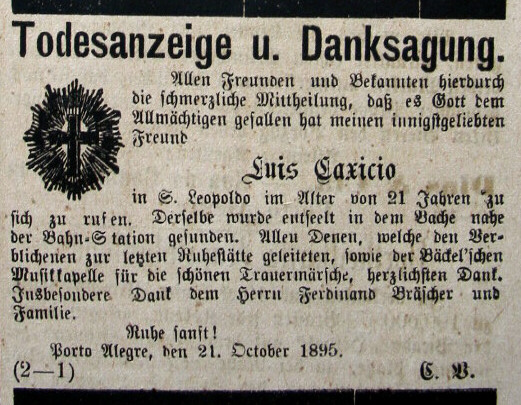 Todesanzeige u. Danksagung.
Allen Freunden und Bekannten hierdurch
die schmerzliche Mittheilung, daß es Gott dem
Allmächtigen gefallen hat meinen innigstgeliebten
Freund
Luis Caxicio
in S. Leopoldo im Alter von 21 Jahren zu
sich zu rufen. Derselbe wurde entseelt in dem Bache nahe
der Bahn-Station gefunden. Allen Denen, welche den Ver-
blichenen zur letzten Ruhestätte geleiteten, sowie der Bäckel'schen
Musikkapelle für die schönen Trauermärsche, herzlichsten Dank.
Insbesondere Dank dem Herrn Ferdinand Bräscher und
Familie.
Ruhe sanft!
Porto Alegre, den 21. October 1895.
(2—1) C. B.